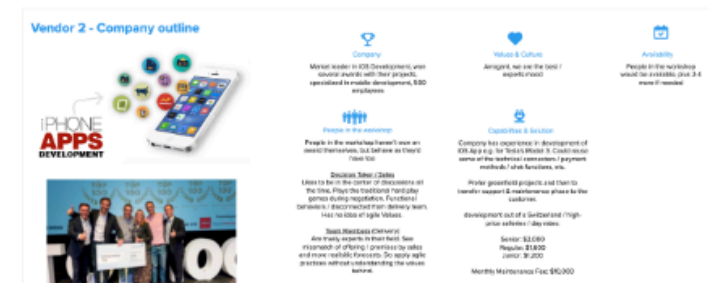 Vendor 2 - Company outline
iPHONE
APPS
DEVELOPMENT
TOP
100
Company
Market leader in iOS Development, won
several awards with their projects,
specialized in mobile development, 500
employees
Values & Culture
Arrogant, we are the best /
experts mood
Availability
People in the workshop
would be available, plus 3-4
more if needed
People in the workshop
People in the workshop haven't won an
award themselves, but behave as they'd
have too
Decision Taker / Sales
Likes to be in the center of discussions all
the time. Plays the traditional hard play
games during negotiation. Functional
behaviors / disconnected from delivery team.
Has no idea of agile Values.
Team Members (Delivery)
Are truely experts in their field. See
mismatch of offering / promises by sales
and more realistic forecasts. Do apply agile
practices without understanding the values
behind.
Capabilities & Solution
Company has experience in development of
iOS App e.g. for Tesla's Model 3. Could reuse
some of the technical connectors / payment
methods / chat functions, etc.
Prefer greenfield projects and then to
transfer support & maintenance phase to the
customer.
development out of a Switzerland / high-
price salaries / day rates.
Senior: $2,000
Regular: $1,600
Junior: $1,200
Monthly Maintenance Fee: $10,000